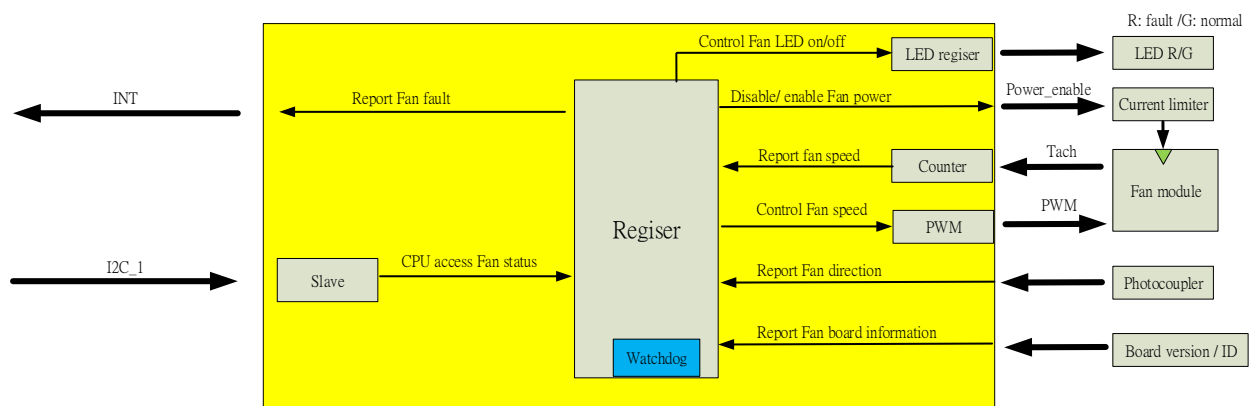 R: fault /G: normal
Control Fan LED on/off
LED regiser
LED R/G
INT
Report Fan fault
Disable/ enable Fan power
Power_enable
Current limiter
Report fan speed
Counter
Tach
Fan module
Regiser
Control Fan speed
PWM
PWM
I2C_1
Slave
CPU access Fan status
Report Fan direction
Photocoupler
Report Fan board information
Watchdog
Board version / ID